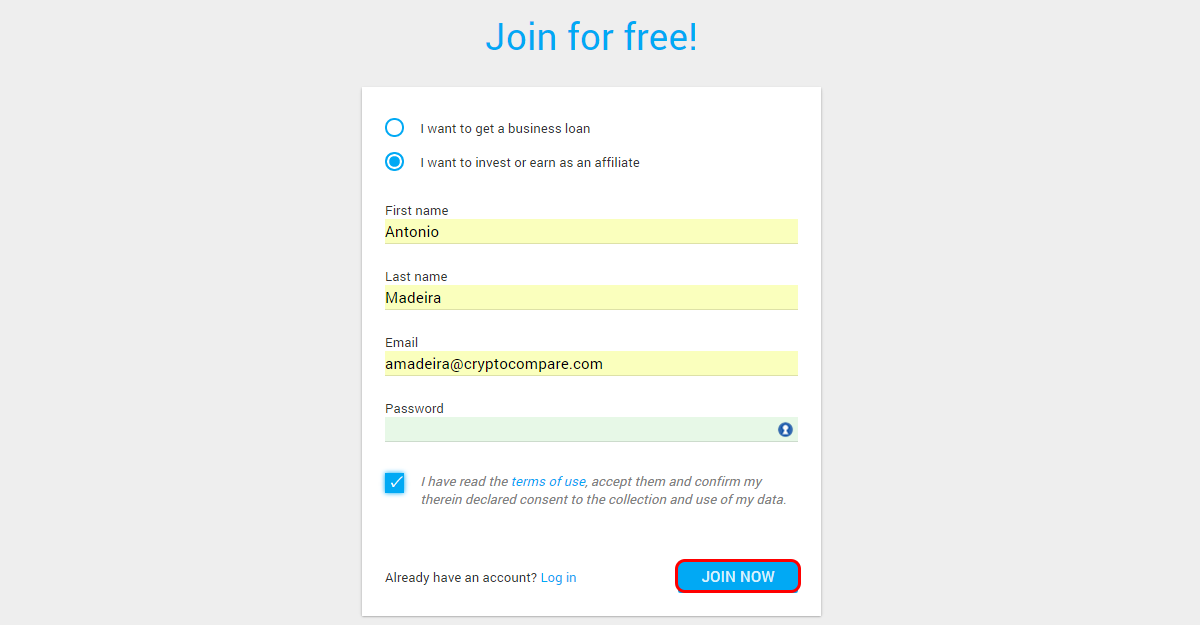 Join for free!
I want to get a business loan
I want to invest or earn as an affiliate
First name
Antonio
Last name
Madeira
Email
amadeira@cryptocompare.com
Password
I have read the terms of use, accept them and confirm my
therein declared consent to the collection and use of my data.
Already have an account? Log in
JOIN NOW